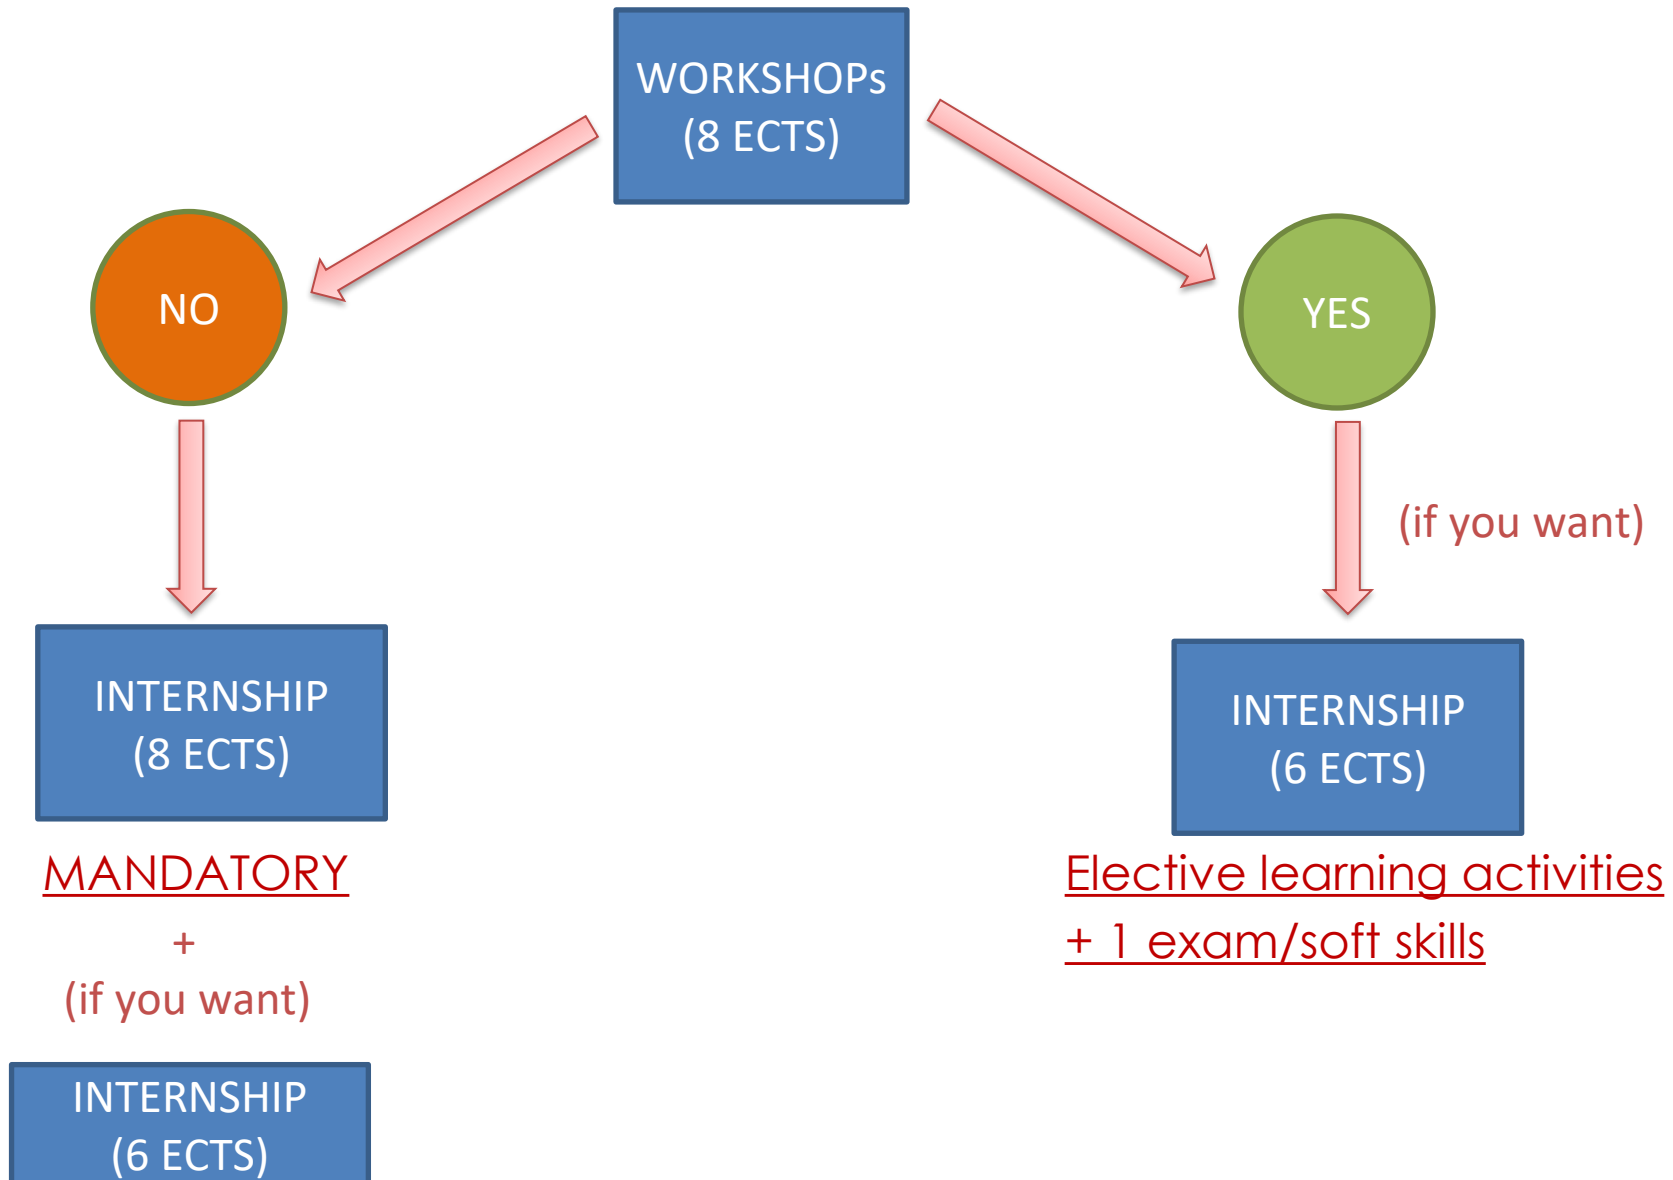 WORKSHOPs
(8 ECTS)
NO
YES
(if you want)
INTERNSHIP
(8 ECTS)
INTERNSHIP
(6 ECTS)
MANDATORY
+
(if you want)
Elective learning activities
+ 1 exam/soft skills
INTERNSHIP
(6 ECTS)